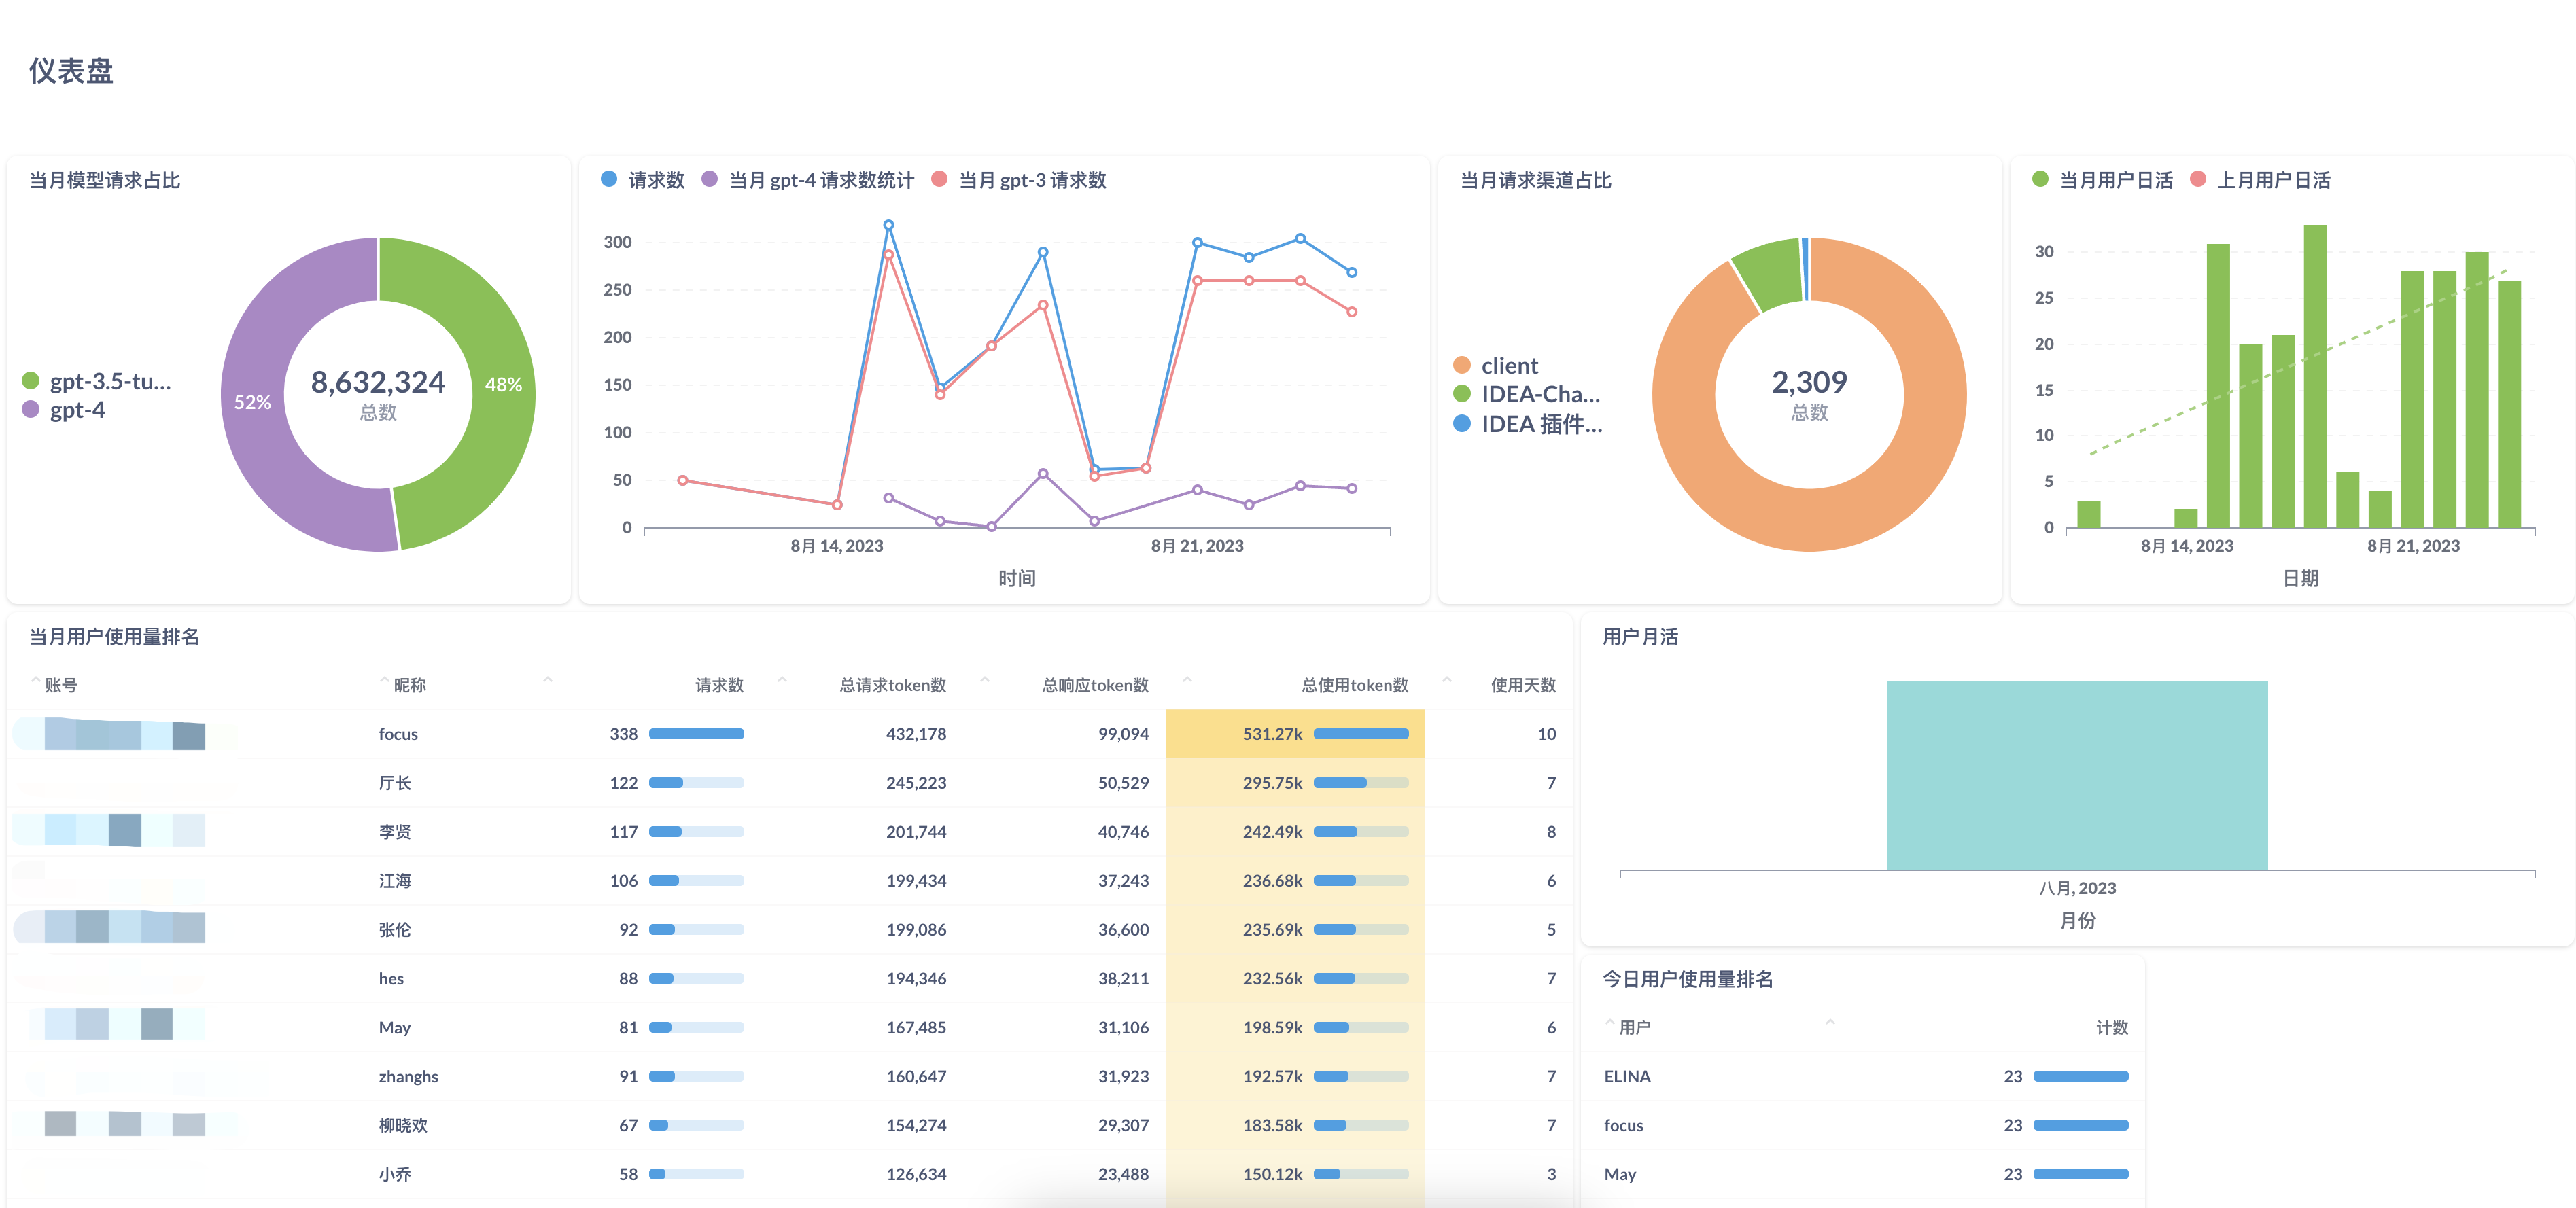 仪表盘
当月模型请求占比
gpt-3.5-tu...
gpt-4
52%
8,632,324
总数
48%
请求数 当月 gpt-4 请求数统计 当月 gpt-3 请求数
300
250
200
150
100
50
0
8月 14, 2023 8月 21, 2023
时间
当月请求渠道占比
client
IDEA-Cha...
IDEA 插件...
2,309
总数
当月用户日活 上月用户日活
30
25
20
15
10
5
0
8月 14, 2023 8月 21, 2023
日期
当月用户使用量排名
账号 昵称 请求数 总请求token数 总响应token数 总使用token数 使用天数
focus 338 432,178 99,094 531.27k 10
厅长 122 245,223 50,529 295.75k 7
李贤 117 201,744 40,746 242.49k 8
江海 106 199,434 37,243 236.68k 6
张伦 92 199,086 36,600 235.69k 5
hes 88 194,346 38,211 232.56k 7
May 81 167,485 31,106 198.59k 6
zhanghs 91 160,647 31,923 192.57k 7
柳晓欢 67 154,274 29,307 183.58k 7
小乔 58 126,634 23,488 150.12k 3
用户月活
八月, 2023
月份
今日用户使用量排名
用户 计数
ELINA 23
focus 23
May 23